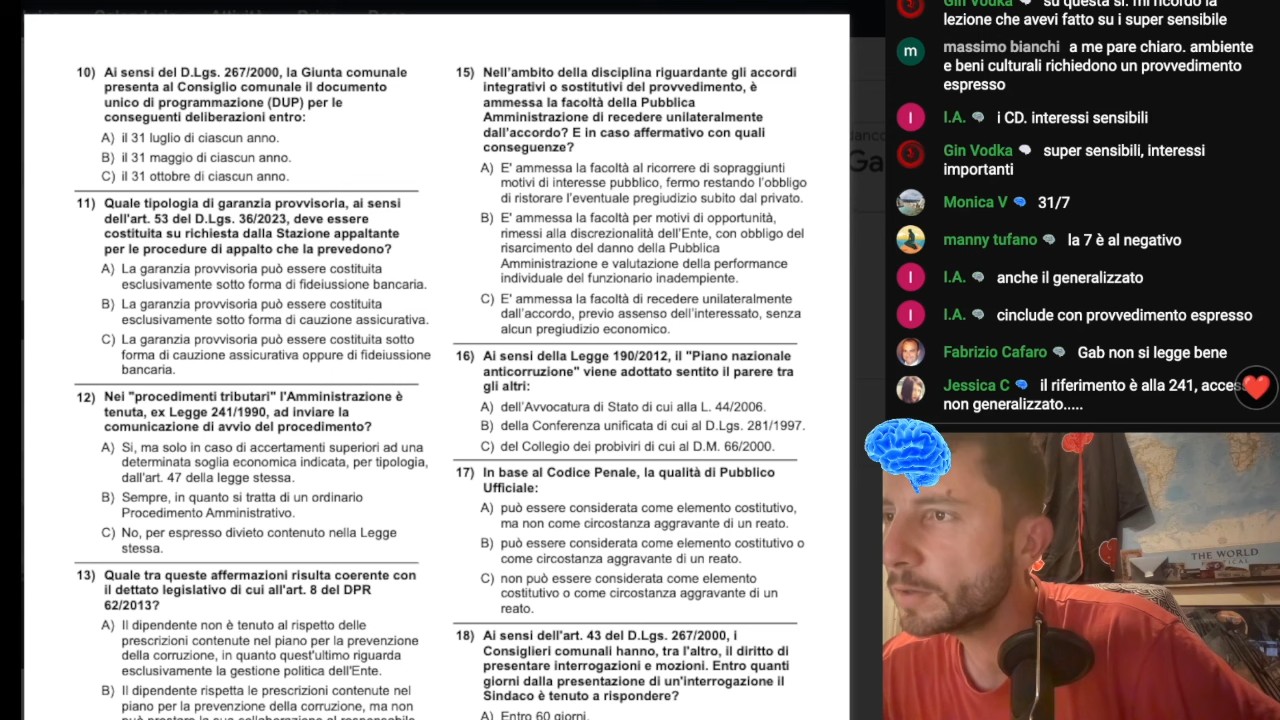 10) Ai sensi del D.Lgs. 267/2000, la Giunta comunale
presenta al Consiglio comunale il documento
unico di programmazione (DUP) per le
conseguenti deliberazioni entro:
A) il 31 luglio di ciascun anno.
B) il 31 maggio di ciascun anno.
C) il 31 ottobre di ciascun anno.
11) Quale tipologia di garanzia provvisoria, ai sensi
dell'art. 53 del D.Lgs. 36/2023, deve essere
costituita su richiesta dalla Stazione appaltante
per le procedure di appalto che la prevedono?
A) La garanzia provvisoria può essere costituita
esclusivamente sotto forma di fideiussione bancaria.
B) La garanzia provvisoria può essere costituita
esclusivamente sotto forma di cauzione assicurativa.
C) La garanzia provvisoria può essere costituita sotto
forma di cauzione assicurativa oppure di fideiussione
bancaria.
12) Nei "procedimenti tributari" l'Amministrazione è
tenuta, ex Legge 241/1990, ad inviare la
comunicazione di avvio del procedimento?
A) Si, ma solo in caso di accertamenti superiori ad una
determinata soglia economica indicata, per tipologia,
dall'art. 47 della legge stessa.
B) Sempre, in quanto si tratta di un ordinario
Procedimento Amministrativo.
C) No, per espresso divieto contenuto nella Legge
stessa.
13) Quale tra queste affermazioni risulta coerente con
il dettato legislativo di cui all'art. 8 del DPR
62/2013?
A) Il dipendente non è tenuto al rispetto delle
prescrizioni contenute nel piano per la prevenzione
della corruzione, in quanto quest'ultimo riguarda
esclusivamente la gestione politica dell'Ente.
B) Il dipendente rispetta le prescrizioni contenute nel
piano per la prevenzione della corruzione, ma non
può prestare la sua collaborazione al responsabile
15) Nell'ambito della disciplina riguardante gli accordi
integrativi o sostitutivi del provvedimento, è
ammessa la facoltà della Pubblica
Amministrazione di recedere unilateralmente
dall'accordo? E in caso affermativo con quali
conseguenze?
A) E' ammessa la facoltà al ricorrere di sopraggiunti
motivi di interesse pubblico, fermo restando l'obbligo
di ristorare l'eventuale pregiudizio subito dal privato.
B) E' ammessa la facoltà per motivi di opportunità,
rimessi alla discrezionalità dell'Ente, con obbligo del
risarcimento del danno della Pubblica
Amministrazione e valutazione della performance
individuale del funzionario inadempiente.
C) E' ammessa la facoltà di recedere unilateralmente
dall'accordo, previo assenso dell'interessato, senza
alcun pregiudizio economico.
16) Ai sensi della Legge 190/2012, il "Piano nazionale
anticorruzione" viene adottato sentito il parere tra
gli altri:
A) dell'Avvocatura di Stato di cui alla L. 44/2006.
B) della Conferenza unificata di cui al D.Lgs. 281/1997.
C) del Collegio dei probiviri di cui al D.M. 66/2000.
17) In base al Codice Penale, la qualità di Pubblico
Ufficiale:
A) può essere considerata come elemento costitutivo,
ma non come circostanza aggravante di un reato.
B) può essere considerata come elemento costitutivo o
come circostanza aggravante di un reato.
C) non può essere considerata come elemento
costitutivo o come circostanza aggravante di un
reato.
18) Ai sensi dell'art. 43 del D.Lgs. 267/2000, i
Consiglieri comunali hanno, tra l'altro, il diritto di
presentare interrogazioni e mozioni. Entro quanti
giorni dalla presentazione di un'interrogazione il
Sindaco è tenuto a rispondere?
A) Entro 60 giorni.
Gin Vodka su questa si. mi ricordo la
lezione che avevi fatto su i super sensibile
m massimo bianchi a me pare chiaro. ambiente
e beni culturali richiedono un provvedimento
espresso
I I.A. i CD. interessi sensibili
Gin Vodka super sensibili, interessi
importanti
Monica V 31/7
manny tufano la 7 è al negativo
I I.A. anche il generalizzato
I I.A. cinclude con provvedimento espresso
Fabrizio Cafaro Gab non si legge bene
Jessica C il riferimento è alla 241, acces
non generalizzato.....
THE WORLD